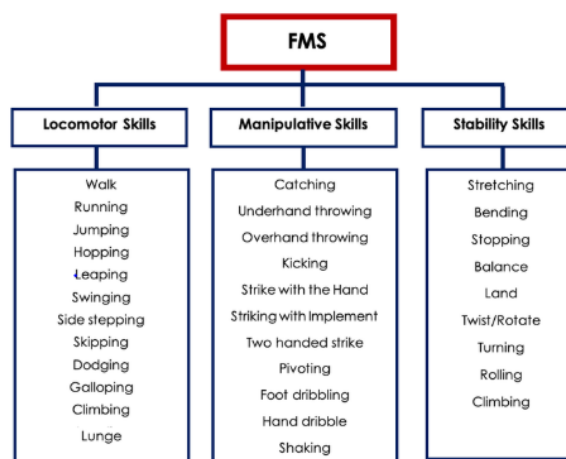 FMS
Locomotor Skills
Walk
Running
Jumping
Hopping
Leaping
Swinging
Side stepping
Skipping
Dodging
Galloping
Climbing
Lunge
Manipulative Skills
Catching
Underhand throwing
Overhand throwing
Kicking
Strike with the Hand
Striking with Implement
Two handed strike
Pivoting
Foot dribbling
Hand dribble
Shaking
Stability Skills
Stretching
Bending
Stopping
Balance
Land
Twist/Rotate
Turning
Rolling
Climbing